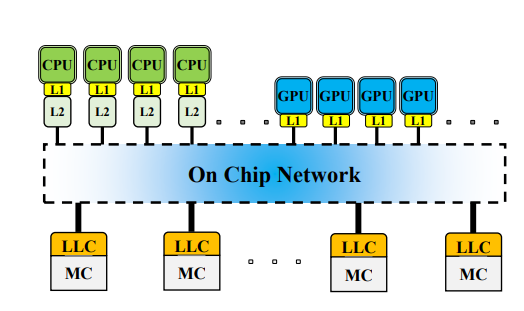 CPU CPU CPU CPU
L1 L1 L1 L1
L2 L2 L2 L2
GPU GPU GPU GPU
L1 L1 L1 L1
On Chip Network
LLC LLC LLC LLC
MC MC MC MC